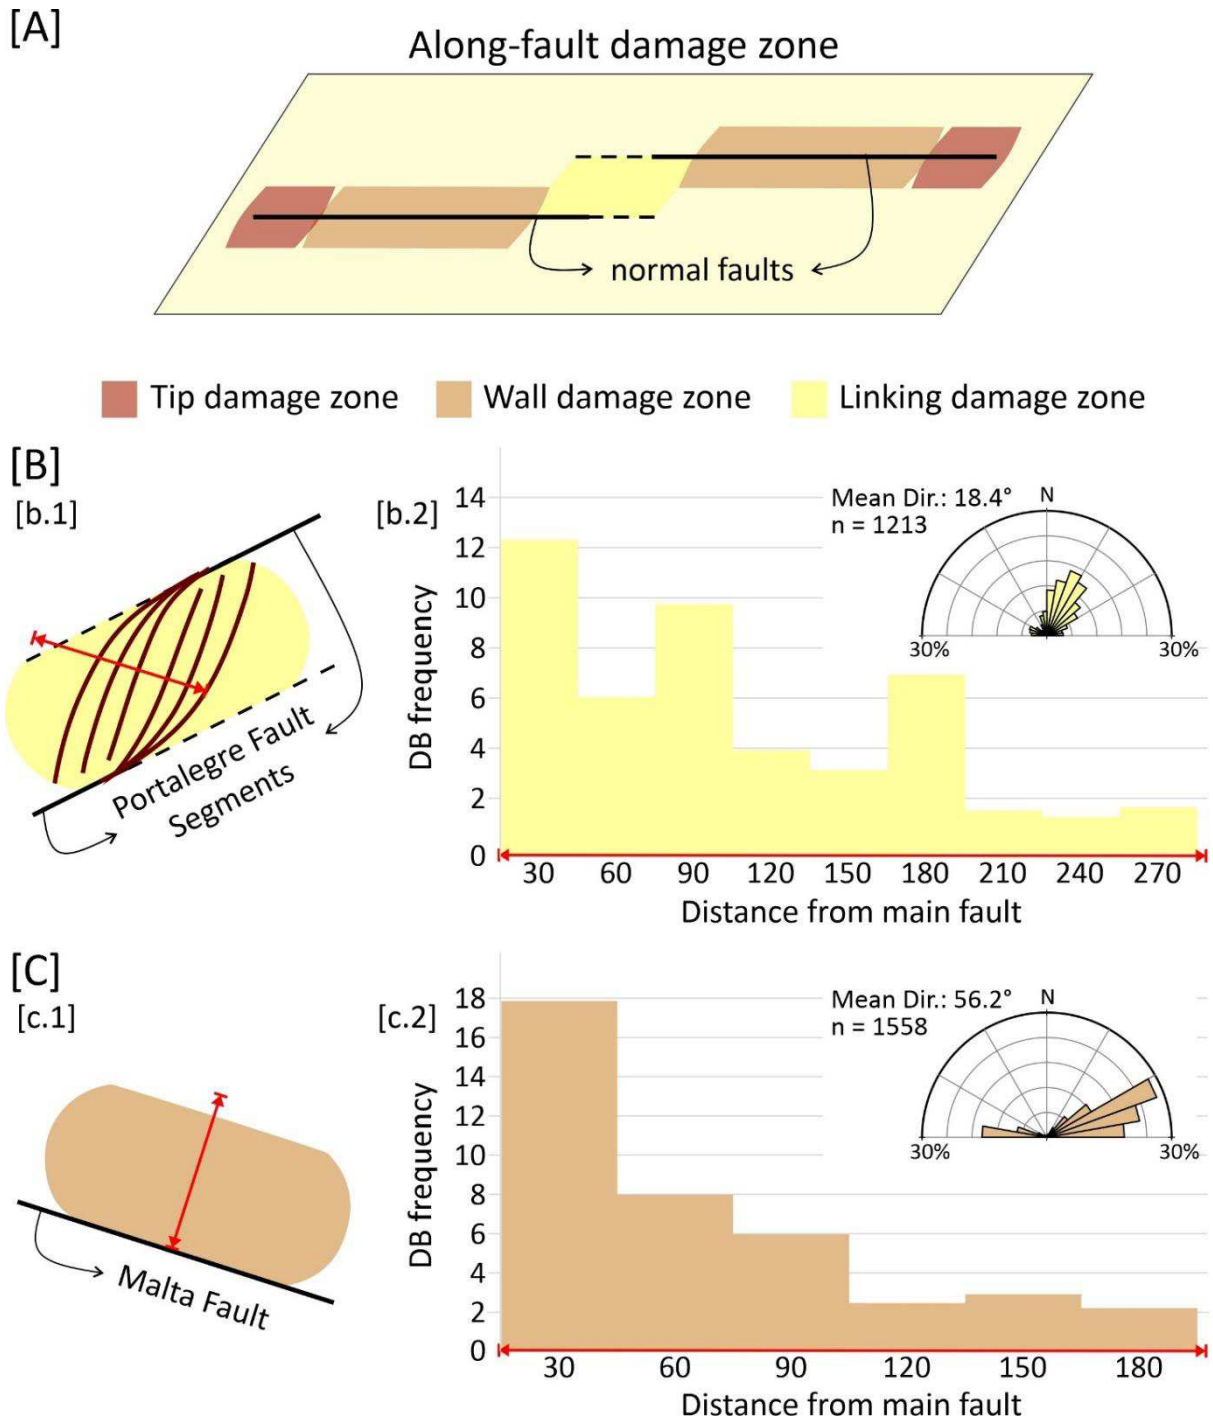 [A]
Along-fault damage zone
normal faults
Tip damage zone
Wall damage zone
Linking damage zone
[B]
[b.1]
Portalegre Fault
Segments
[b.2]
DB frequency
14
12
10
8
6
4
2
0
30 60 90 120 150 180 210 240 270
Distance from main fault
Mean Dir.: 18.4°
n = 1213
N
30% 30%
[C]
[c.1]
Malta Fault
[c.2]
DB frequency
18
16
14
12
10
8
6
4
2
0
30 60 90 120 150 180
Distance from main fault
Mean Dir.: 56.2°
n = 1558
N
30% 30%